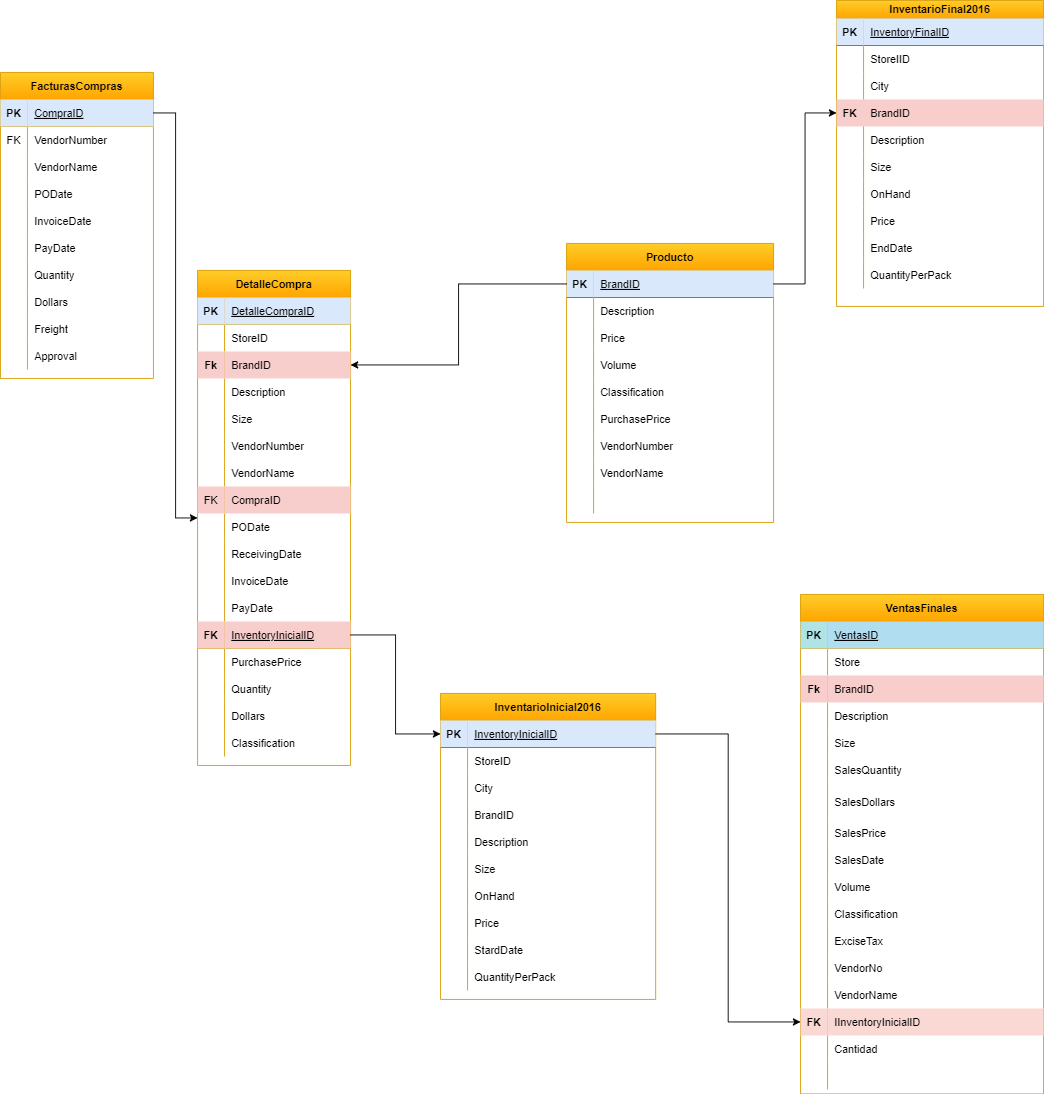 InventarioFinal2016
PK InventoryFinalID
StoreIID
City
FK BrandID
Description
Size
OnHand
Price
EndDate
QuantityPerPack
FacturasCompras
PK CompraID
FK VendorNumber
VendorName
PODate
InvoiceDate
PayDate
Quantity
Dollars
Freight
Approval
Producto
PK BrandID
Description
Price
Volume
Classification
PurchasePrice
VendorNumber
VendorName
DetalleCompra
PK DetalleCompraID
StoreID
Fk BrandID
Description
Size
VendorNumber
VendorName
FK CompraID
PODate
ReceivingDate
InvoiceDate
PayDate
FK InventoryInicialID
PurchasePrice
Quantity
Dollars
Classification
InventarioInicial2016
PK InventoryInicialID
StoreID
City
BrandID
Description
Size
OnHand
Price
StardDate
QuantityPerPack
VentasFinales
PK VentasID
Store
Fk BrandID
Description
Size
SalesQuantity
SalesDollars
SalesPrice
SalesDate
Volume
Classification
ExciseTax
VendorNo
VendorName
FK IInventoryInicialID
Cantidad